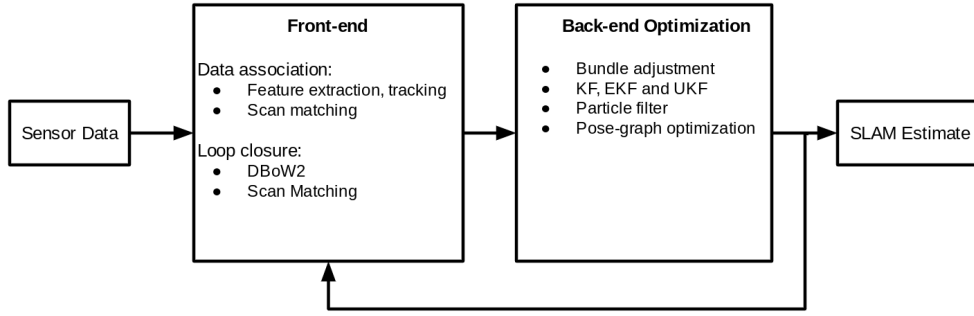 Sensor Data
Front-end
Data association:
● Feature extraction, tracking
● Scan matching
Loop closure:
● DBoW2
● Scan Matching
Back-end Optimization
● Bundle adjustment
● KF, EKF and UKF
● Particle filter
● Pose-graph optimization
SLAM Estimate